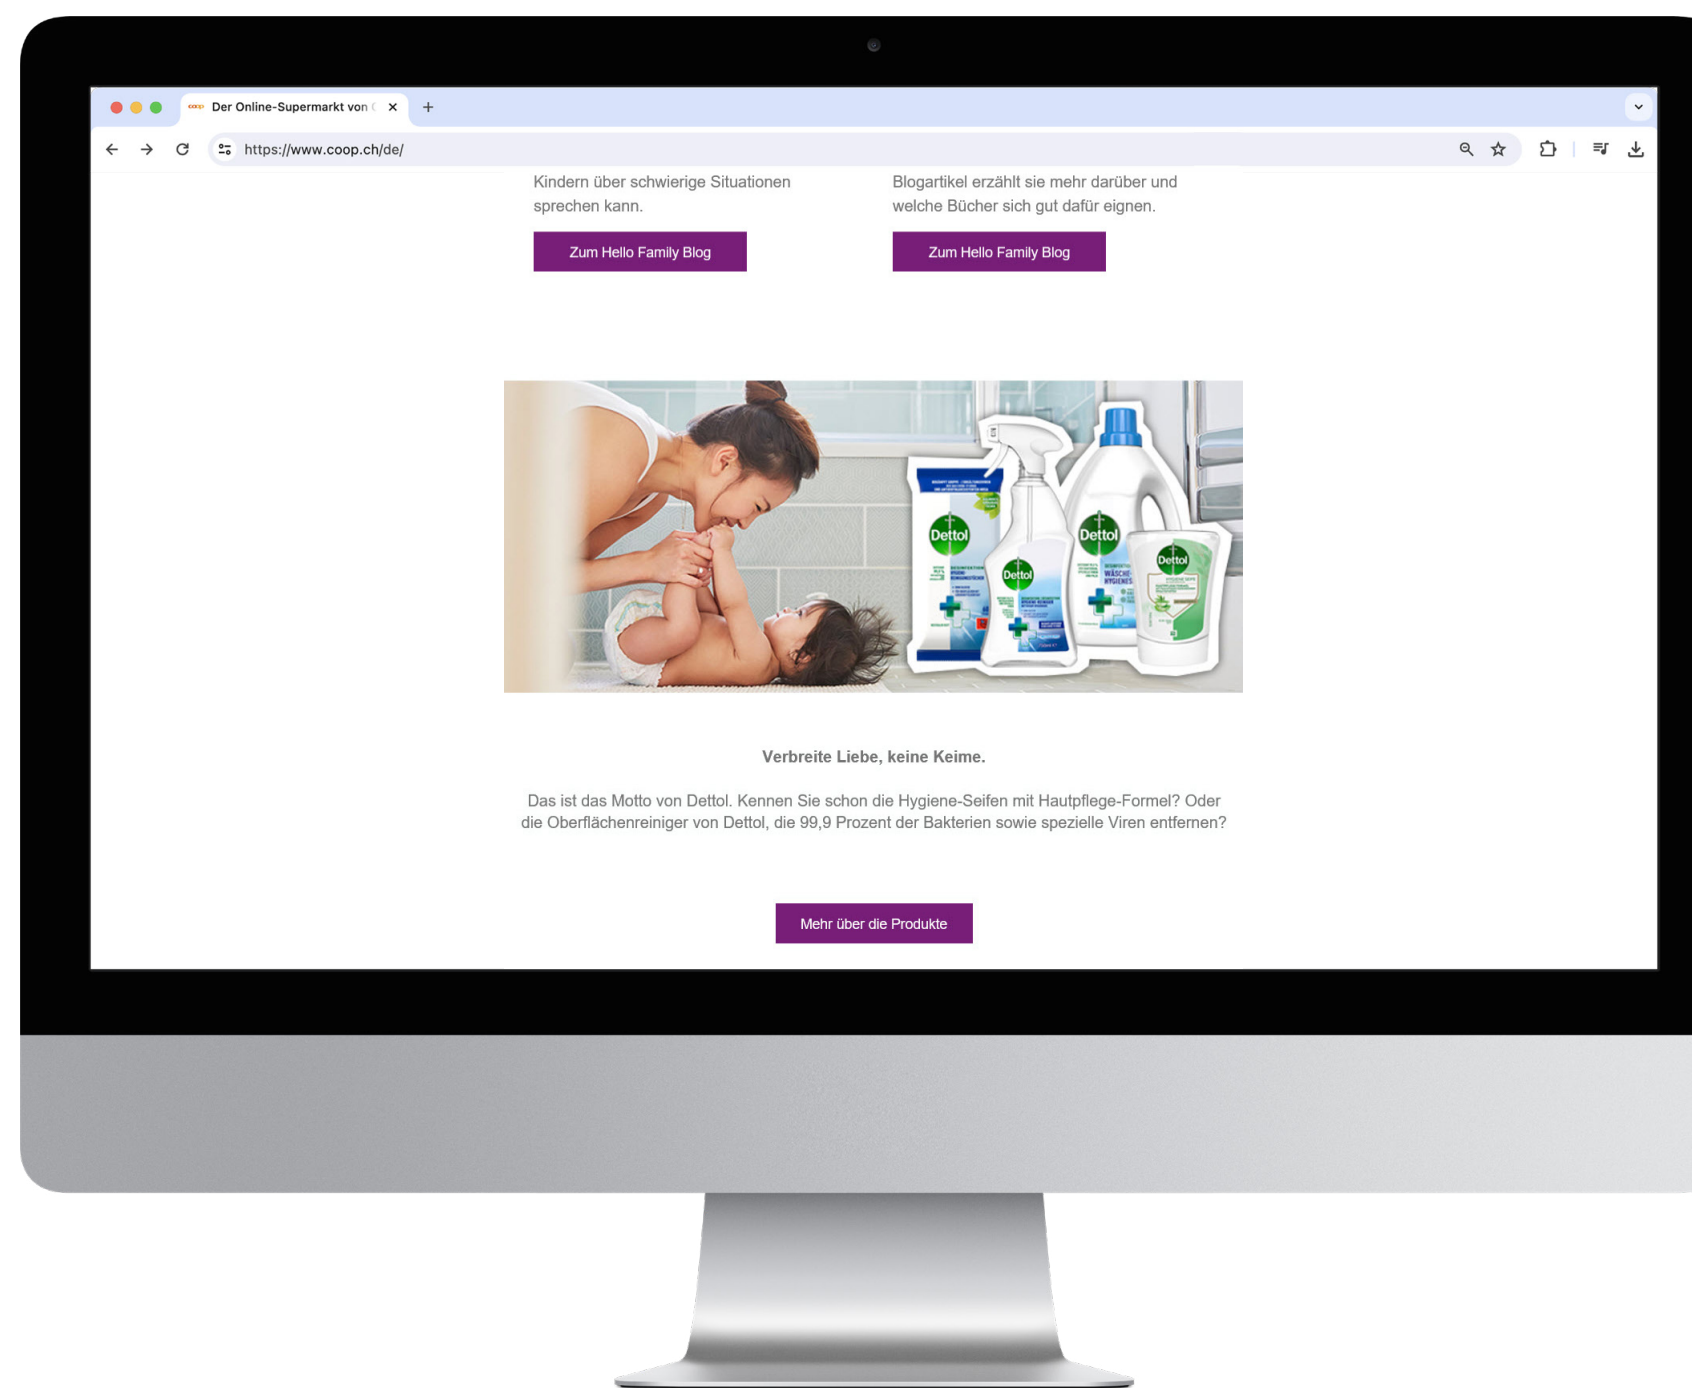 coop Der Online-Supermarkt von
https://www.coop.ch/de/
Kindern über schwierige Situationen
sprechen kann.
Zum Hello Family Blog
Blogartikel erzählt sie mehr darüber und
welche Bücher sich gut dafür eignen.
Zum Hello Family Blog
Dettol
Dettol
Dettol
WÄSCHE-
Dettol
Verbreite Liebe, keine Keime.
Das ist das Motto von Dettol. Kennen Sie schon die Hygiene-Seifen mit Hautpflege-Formel? Oder
die Oberflächenreiniger von Dettol, die 99,9 Prozent der Bakterien sowie spezielle Viren entfernen?
Mehr über die Produkte